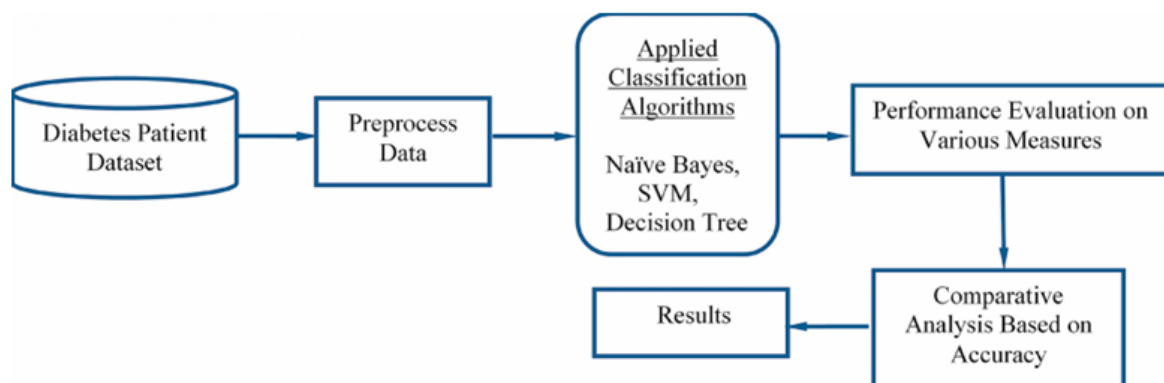 Diabetes Patient
Dataset
Preprocess
Data
Applied
Classification
Algorithms
Naïve Bayes,
SVM,
Decision Tree
Performance Evaluation on
Various Measures
Comparative
Analysis Based on
Accuracy
Results